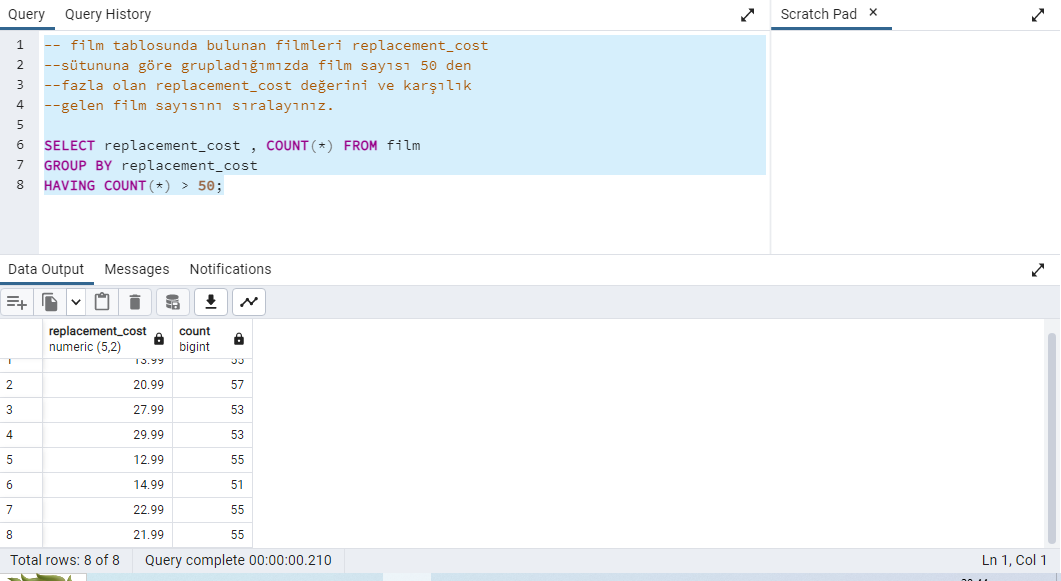 Query Query History
Scratch Pad ×
1 -- film tablosunda bulunan filmleri replacement_cost
2 --sütununa göre grupladığımızda film sayısı 50 den
3 --fazla olan replacement_cost değerini ve karşılık
4 --gelen film sayısını sıralayınız.
5
6 SELECT replacement_cost , COUNT(*) FROM film
7 GROUP BY replacement_cost
8 HAVING COUNT(*) > 50;
Data Output Messages Notifications
replacement_cost count
numeric (5,2) bigint
1 13.99 55
2 20.99 57
3 27.99 53
4 29.99 53
5 12.99 55
6 14.99 51
7 22.99 55
8 21.99 55
Total rows: 8 of 8 Query complete 00:00:00.210 Ln 1, Col 1